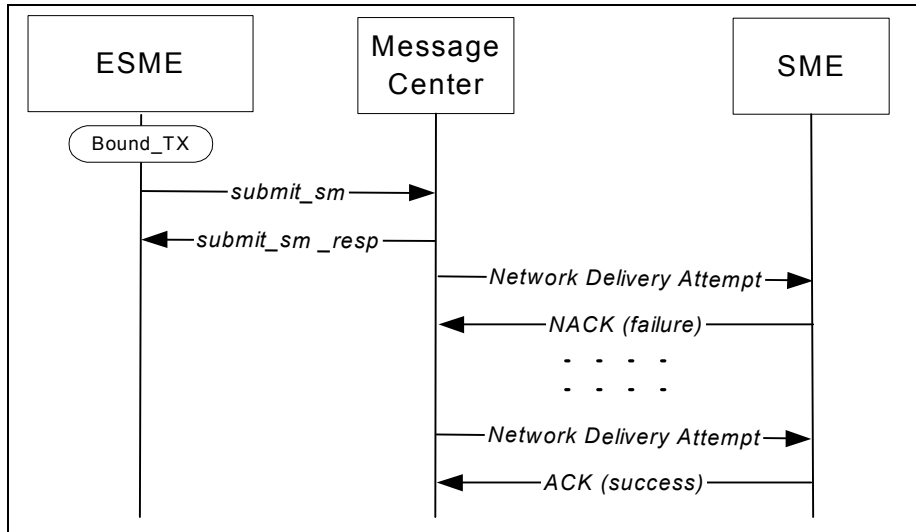 ESME
Message
Center
SME
Bound_TX
submit_sm
submit_sm _resp
Network Delivery Attempt
NACK (failure)
- - - -
- - - -
Network Delivery Attempt
ACK (success)